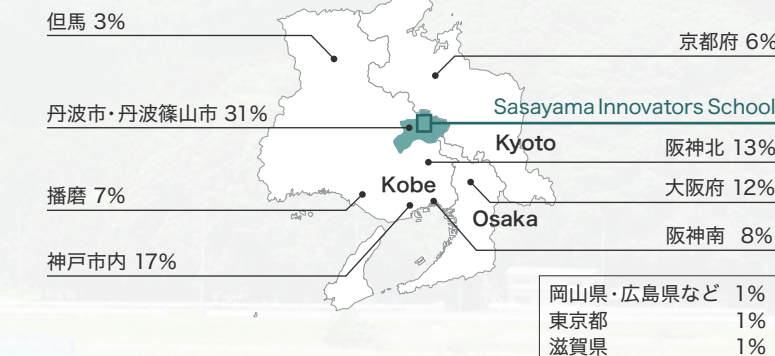 但馬 3%
京都府 6%
Sasayama Innovators School
丹波市・丹波篠山市 31%
Kyoto
阪神北 13%
Kobe
大阪府 12%
播磨 7%
Osaka
阪神南 8%
神戸市内 17%
岡山県・広島県など 1%
東京都 1%
滋賀県 1%